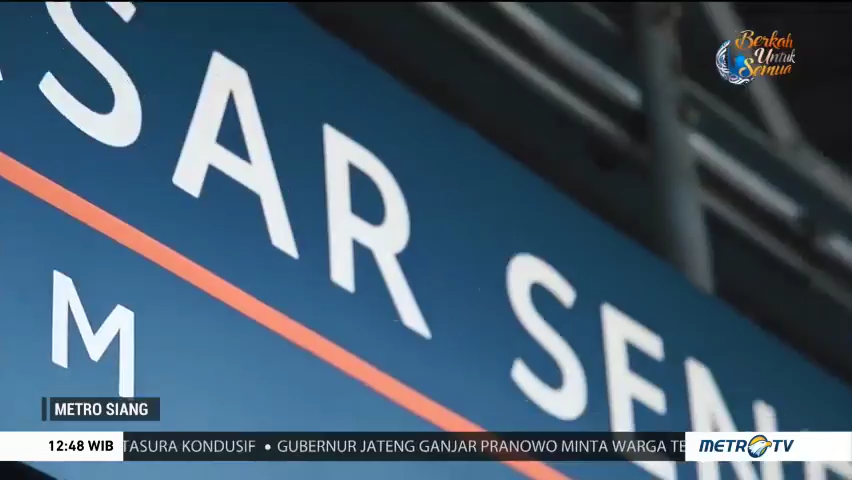 SAR SEN
M
Berkah
Untuk
Semua
METRO SIANG
12:48 WIB TASURA KONDUSIF • GUBERNUR JATENG GANJAR PRANOWO MINTA WARGA TE METRO TV